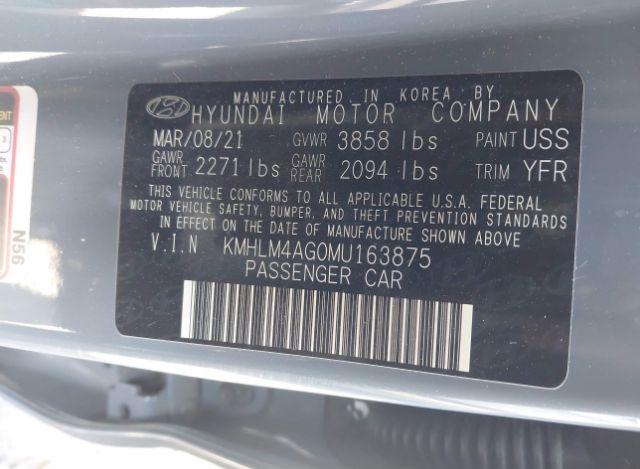 MANUFACTURED IN KOREA BY
HYUNDAI MOTOR COMPANY
MAR/08/21 GVWR 3858 lbs PAINT USS
GAWR FRONT 2271 lbs GAWR REAR 2094 lbs TRIM YFR
THIS VEHICLE CONFORMS TO ALL APPLICABLE U.S.A. FEDERAL
MOTOR VEHICLE SAFETY, BUMPER, AND THEFT PREVENTION STANDARDS
IN EFFECT ON THE DATE OF MANUFACTURE SHOWN ABOVE.
V.I.N KMHLM4AG0MU163875
PASSENGER CAR
N56